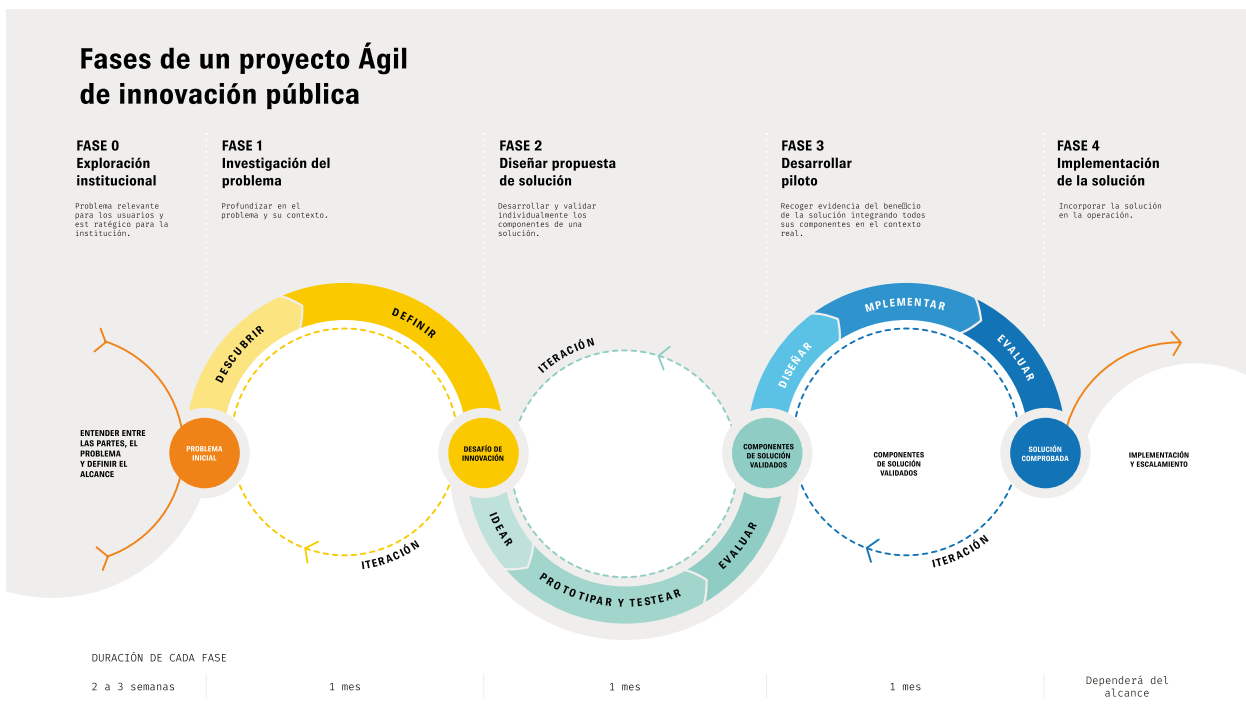 Fases de un proyecto Ágil
de innovación pública
FASE 0
Exploración
institucional
Problema relevante
para los usuarios y
est ratégico para la
institución.
FASE 1
Investigación del
problema
Profundizar en el
problema y su contexto.
FASE 2
Diseñar propuesta
de solución
Desarrollar y validar
individualmente los
componentes de una
solución.
FASE 3
Desarrollar
piloto
Recoger evidencia del bene�cio
de la solución integrando todos
sus componentes en el contexto
real.
FASE 4
Implementación
de la solución
Incorporar la solución
en la operación.
ENTENDER ENTRE
LAS PARTES, EL
PROBLEMA
Y DEFINIR EL
ALCANCE
PROBLEMA
INICIAL
DESCUBRIR
DEFINIR
ITERACIÓN
DESAFÍO DE
INNOVACIÓN
IDEAR
PROTOTIPAR Y TESTEAR
EVALUAR
ITERACIÓN
COMPONENTES
DE SOLUCIÓN
VALIDADOS
DISEÑAR
MPLEMENTAR
EVALUAR
COMPONENTES
DE SOLUCIÓN
VALIDADOS
ITERACIÓN
SOLUCIÓN
COMPROBADA
IMPLEMENTACIÓN
Y ESCALAMIENTO
DURACIÓN DE CADA FASE
2 a 3 semanas
1 mes
1 mes
1 mes
Dependerá del
alcance